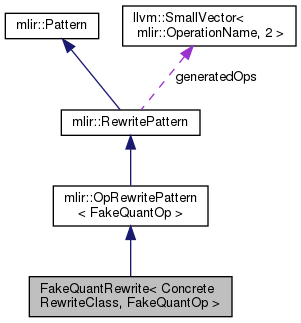 mlir::Pattern
llvm::SmallVector<
mlir::OperationName, 2 >
generatedOps
mlir::RewritePattern
mlir::OpRewritePattern
< FakeQuantOp >
FakeQuantRewrite< Concrete
RewriteClass, FakeQuantOp >